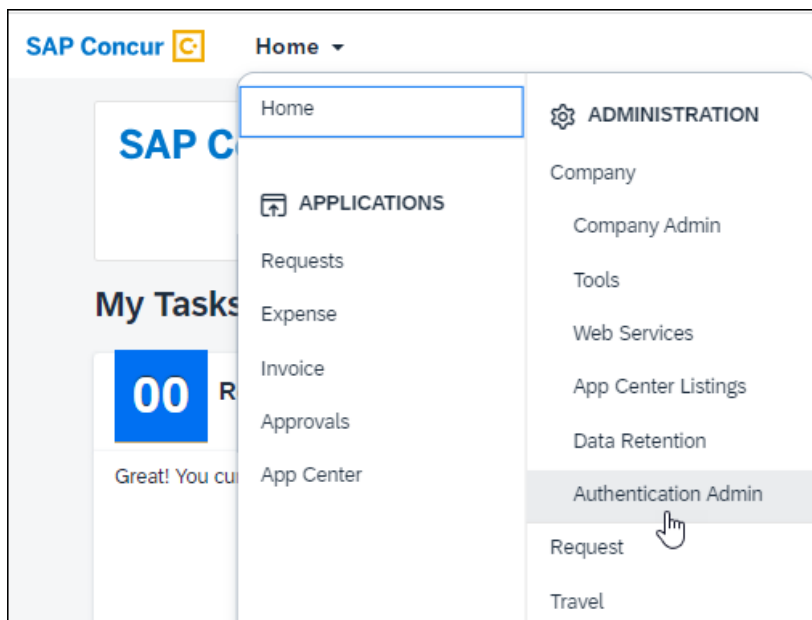 SAP Concur C Home
Home
SAP C
APPLICATIONS
Requests
Expense
Invoice
Approvals
App Center
ADMINISTRATION
Company
Company Admin
Tools
Web Services
App Center Listings
Data Retention
Authentication Admin
Request
Travel
My Tasks
00 R
Great! You cu